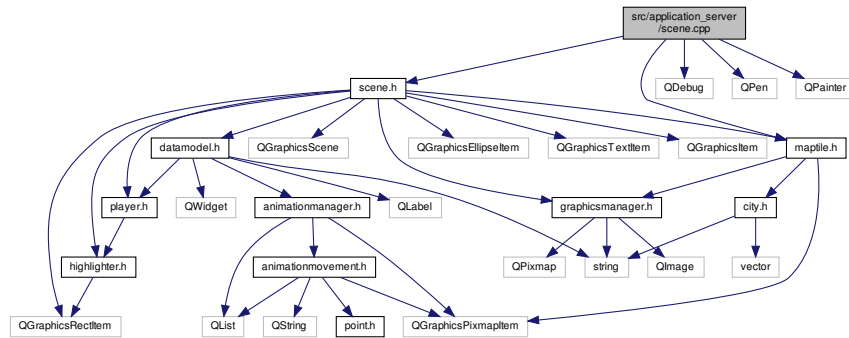 src/application_server
/scene.cpp
scene.h
QDebug
QPen
QPainter
datamodel.h
QGraphicsScene
QGraphicsEllipseItem
QGraphicsTextItem
QGraphicsItem
maptile.h
player.h
QWidget
animationmanager.h
QLabel
graphicsmanager.h
city.h
highlighter.h
animationmovement.h
QPixmap
string
QImage
vector
QGraphicsRectItem
QList
QString
point.h
QGraphicsPixmapItem